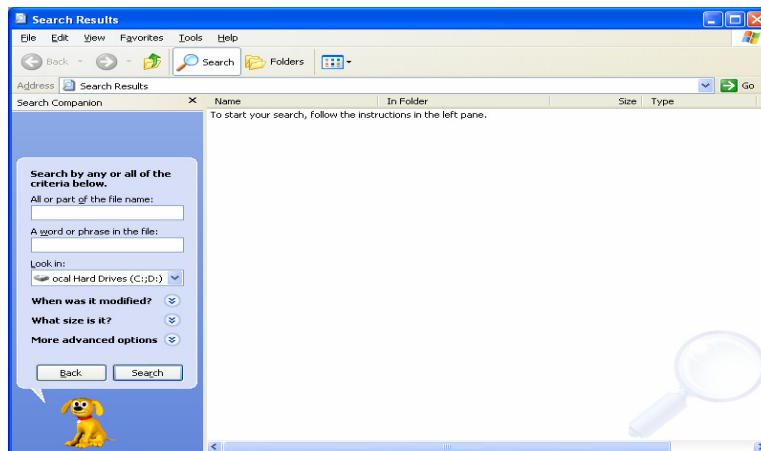 Search Results
File Edit View Favorites Tools Help
Back Search Folders
Address Search Results Go
Search Companion Name In Folder Size Type
To start your search, follow the instructions in the left pane.
Search by any or all of the
criteria below.
All or part of the file name:
A word or phrase in the file:
Look in:
ocal Hard Drives (C:;D:)
When was it modified?
What size is it?
More advanced options
Back Search